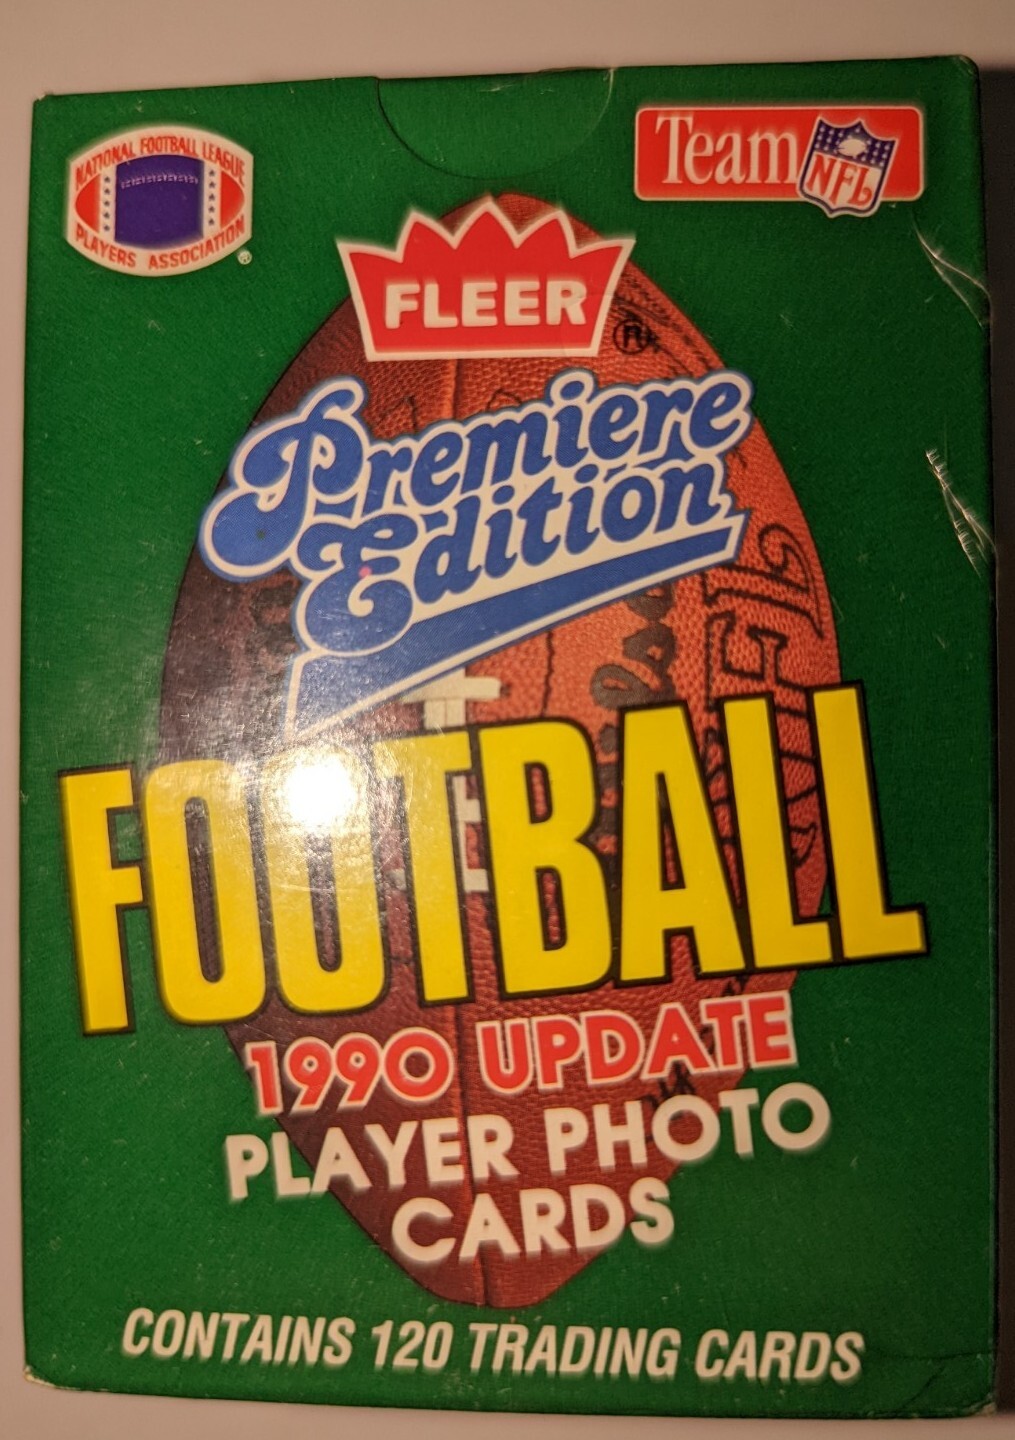 NATIONAL FOOTBALL LEAGUE
PLAYERS ASSOCIATION
®
Team NFL
FLEER
®
Premiere
Edition
NFL
FOOTBALL
1990 UPDATE
PLAYER PHOTO
CARDS
CONTAINS 120 TRADING CARDS